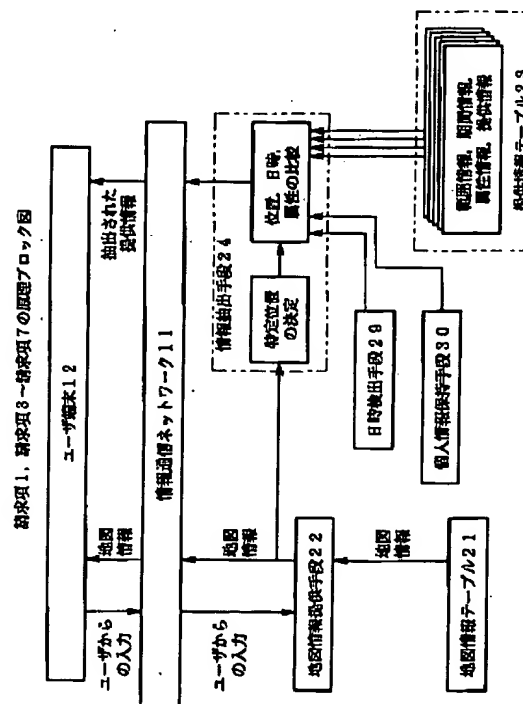 請求項1，請求項3〜請求項7の原理ブロック図
ユーザ端末12
ユーザから
の入力
地図
情報
抽出された
提供情報
情報通信ネットワーク11
ユーザから
の入力
地図
情報
情報抽出手段24
特定位置
の決定
位置，日時，
属性の比較
地図情報提供手段22
日時検出手段29
個人情報保持手段30
地図
情報
地図情報テーブル21
範囲情報，期間情報，
属性情報，提供情報